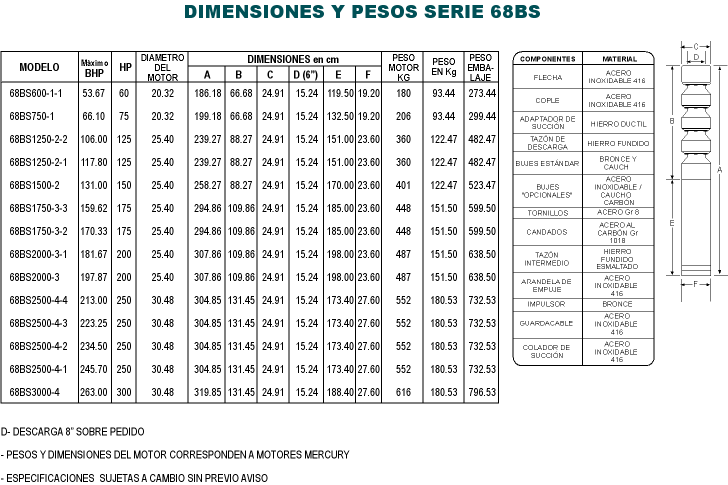 DIMENSIONES Y PESOS SERIE 68BS
MODELO Máximo BHP HP DIAMETRO DEL MOTOR DIMENSIONES en cm PESO MOTOR KG PESO EN Kg PESO EMBA- LAJE
A B C D (6") E F
68BS600-1-1 53.67 60 20.32 186.18 66.68 24.91 15.24 119.50 19.20 180 93.44 273.44
68BS750-1 66.10 75 20.32 199.18 66.68 24.91 15.24 132.50 19.20 206 93.44 299.44
68BS1250-2-2 106.00 125 25.40 239.27 88.27 24.91 15.24 151.00 23.60 360 122.47 482.47
68BS1250-2-1 117.80 125 25.40 239.27 88.27 24.91 15.24 151.00 23.60 360 122.47 482.47
68BS1500-2 131.00 150 25.40 258.27 88.27 24.91 15.24 170.00 23.60 401 122.47 523.47
68BS1750-3-3 159.62 175 25.40 294.86 109.86 24.91 15.24 185.00 23.60 448 151.50 599.50
68BS1750-3-2 170.33 175 25.40 294.86 109.86 24.91 15.24 185.00 23.60 448 151.50 599.50
68BS2000-3-1 181.67 200 25.40 307.86 109.86 24.91 15.24 198.00 23.60 487 151.50 638.50
68BS2000-3 197.87 200 25.40 307.86 109.86 24.91 15.24 198.00 23.60 487 151.50 638.50
68BS2500-4-4 213.00 250 30.48 304.85 131.45 24.91 15.24 173.40 27.60 552 180.53 732.53
68BS2500-4-3 223.25 250 30.48 304.85 131.45 24.91 15.24 173.40 27.60 552 180.53 732.53
68BS2500-4-2 234.50 250 30.48 304.85 131.45 24.91 15.24 173.40 27.60 552 180.53 732.53
68BS2500-4-1 245.70 250 30.48 304.85 131.45 24.91 15.24 173.40 27.60 552 180.53 732.53
68BS3000-4 263.00 300 30.48 319.85 131.45 24.91 15.24 188.40 27.60 616 180.53 796.53
COMPONENTES MATERIAL
FLECHA ACERO INOXIDABLE 416
COPLE ACERO INOXIDABLE 416
ADAPTADOR DE SUCCIÓN HIERRO DUCTIL
TAZÓN DE DESCARGA HIERRO FUNDIDO
BUJES ESTÁNDAR BRONCE Y CAUCH
BUJES "OPCIONALES" ACERO INOXIDABLE / CAUCHO CARBÓN
TORNILLOS ACERO Gr 8
CANDADOS ACERO AL CARBÓN Gr 1018
TAZÓN INTERMEDIO HIERRO FUNDIDO ESMALTADO
ARANDELA DE EMPUJE ACERO INOXIDABLE 416
IMPULSOR BRONCE
GUARDACABLE ACERO INOXIDABLE 416
COLADOR DE SUCCIÓN ACERO INOXIDABLE 416
C
D
B
A
E
F
D- DESCARGA 8" SOBRE PEDIDO
- PESOS Y DIMENSIONES DEL MOTOR CORRESPONDEN A MOTORES MERCURY
- ESPECIFICACIONES SUJETAS A CAMBIO SIN PREVIO AVISO